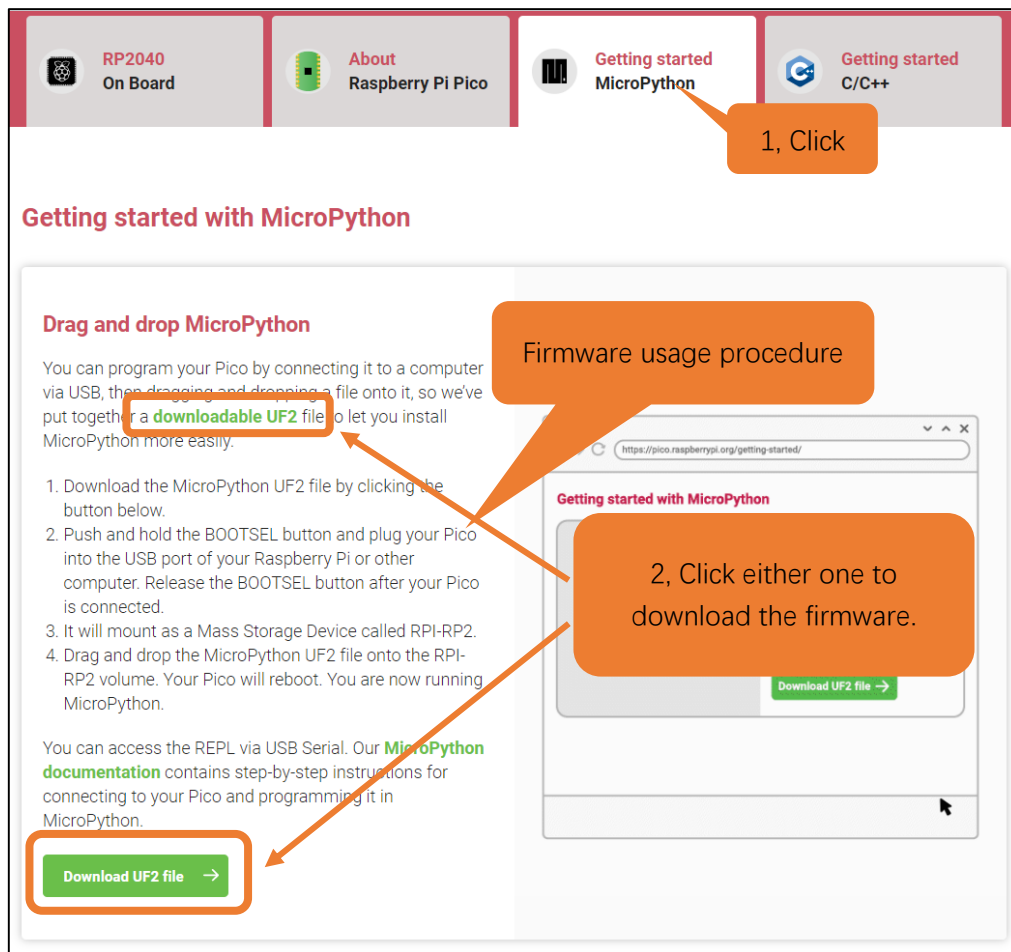 RP2040
On Board
About
Raspberry Pi Pico
Getting started
MicroPython
Getting started
C/C++
1, Click
Getting started with MicroPython
Drag and drop MicroPython
You can program your Pico by connecting it to a computer
via USB, then dragging and dropping a file onto it, so we've
put together a downloadable UF2 file to let you install
MicroPython more easily.
1. Download the MicroPython UF2 file by clicking the
button below.
2. Push and hold the BOOTSEL button and plug your Pico
into the USB port of your Raspberry Pi or other
computer. Release the BOOTSEL button after your Pico
is connected.
3. It will mount as a Mass Storage Device called RPI-RP2.
4. Drag and drop the MicroPython UF2 file onto the RPI-
RP2 volume. Your Pico will reboot. You are now running
MicroPython.
You can access the REPL via USB Serial. Our MicroPython
documentation contains step-by-step instructions for
connecting to your Pico and programming it in
MicroPython.
Download UF2 file
Firmware usage procedure
https://pico.raspberrypi.org/getting-started/
Getting started with MicroPython
2, Click either one to
download the firmware.
Download UF2 file